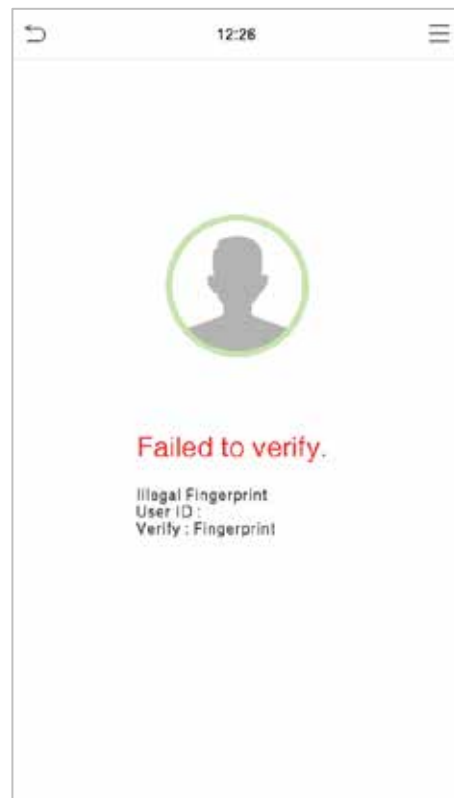 12:26
Failed to verify.
Illegal Fingerprint
User ID :
Verify : Fingerprint